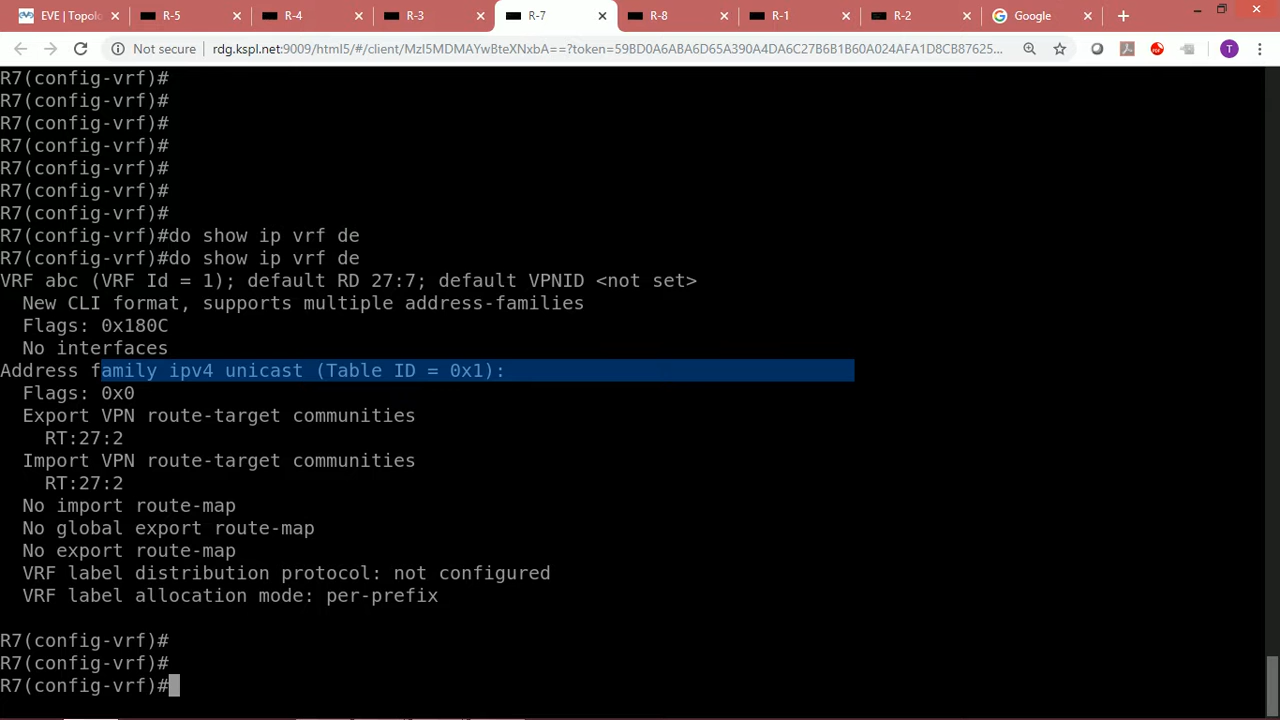 EVE | Topolo
R-5
R-4
R-3
R-7
R-8
R-1
R-2
Google
Not secure
rdg.kspl.net:9009/html5/#/client/MzI5MDMAYwBteXNxbA==?token=59BD0A6ABA6D65A390A4DA6C27B6B1B60A024AFA1D8CB87625...
T
R7(config-vrf)#
R7(config-vrf)#
R7(config-vrf)#
R7(config-vrf)#
R7(config-vrf)#
R7(config-vrf)#
R7(config-vrf)#
R7(config-vrf)#do show ip vrf de
R7(config-vrf)#do show ip vrf de
VRF abc (VRF Id = 1); default RD 27:7; default VPNID <not set>
New CLI format, supports multiple address-families
Flags: 0x180C
No interfaces
Address family ipv4 unicast (Table ID = 0x1):
Flags: 0x0
Export VPN route-target communities
RT:27:2
Import VPN route-target communities
RT:27:2
No import route-map
No global export route-map
No export route-map
VRF label distribution protocol: not configured
VRF label allocation mode: per-prefix
R7(config-vrf)#
R7(config-vrf)#
R7(config-vrf)#